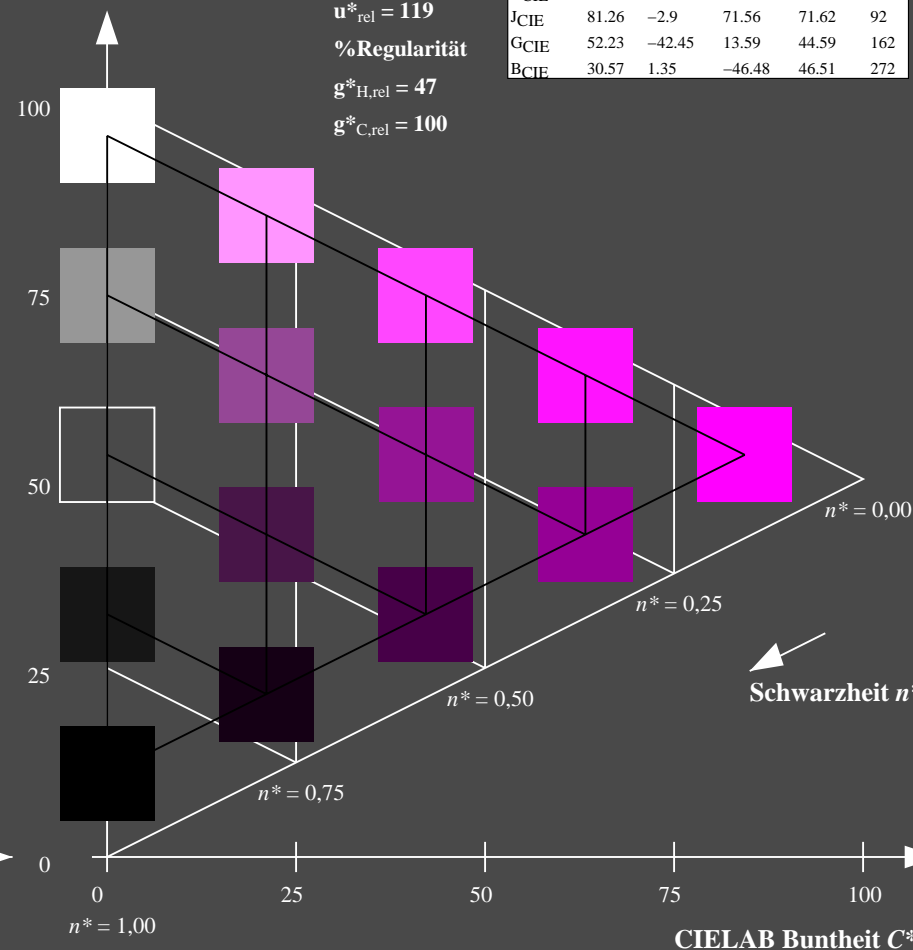 u*rel = 119
%Regularität
g*H,rel = 47
g*C,rel = 100
CIE
JCIE 81.26 −2.9 71.56 71.62 92
GCIE 52.23 −42.45 13.59 44.59 162
BCIE 30.57 1.35 −46.48 46.51 272
100
75
50
n* = 0,00
n* = 0,25
25
n* = 0,50
Schwarzheit n*
n* = 0,75
0
0 25 50 75 100
n* = 1,00
CIELAB Buntheit C*